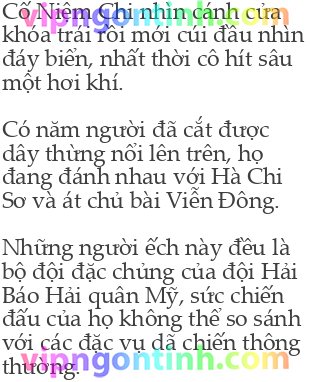 Cố Niệm Chi nhìn cánh cửa
khóa trái rồi mới cúi đầu nhìn
đáy biển, nhất thời cô hít sâu
một hơi khí.
Có năm người đã cắt được
dây thừng nổi lên trên, họ
đang đánh nhau với Hà Chi
Sơ và át chủ bài Viễn Đông.
Những người ếch này đều là
bộ đội đặc chủng của đội Hải
Báo Hải quân Mỹ, sức chiến
đấu của họ không thể so sánh
với các đặc vụ dã chiến thông
thường.
vipngontinh.com
vipngontinh.com